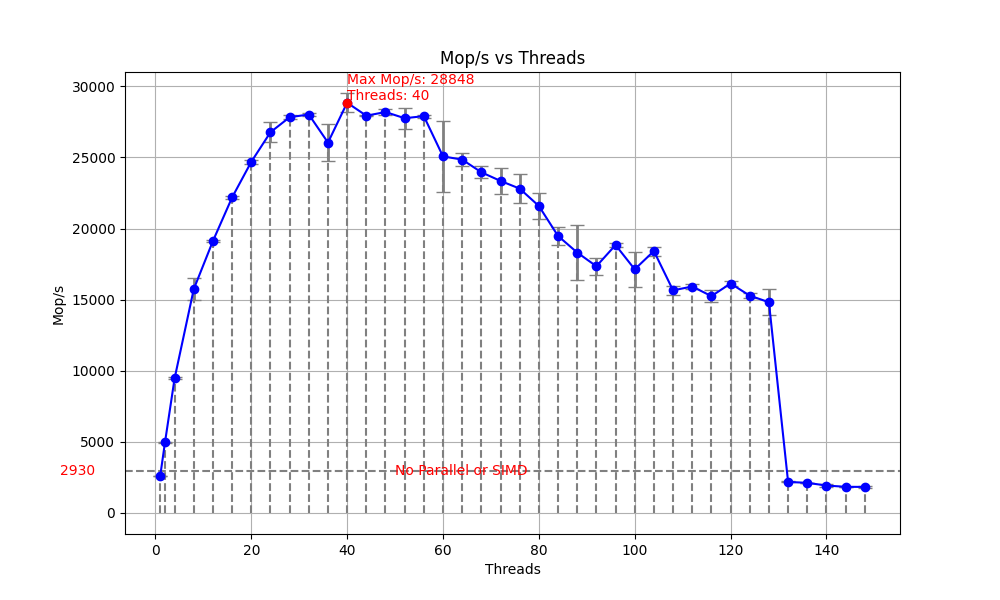 Mop/s vs Threads
Max Mop/s: 28848
Threads: 40
30000
25000
20000
15000
10000
5000
0
Mop/s
2930
No Parallel or SIMD
0 20 40 60 80 100 120 140
Threads